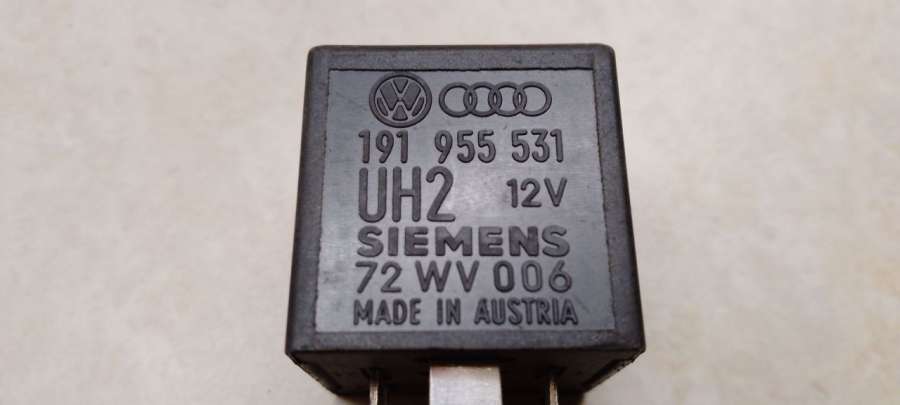 191 955 531
UH2 12V
SIEMENS
72 WV 006
MADE IN AUSTRIA